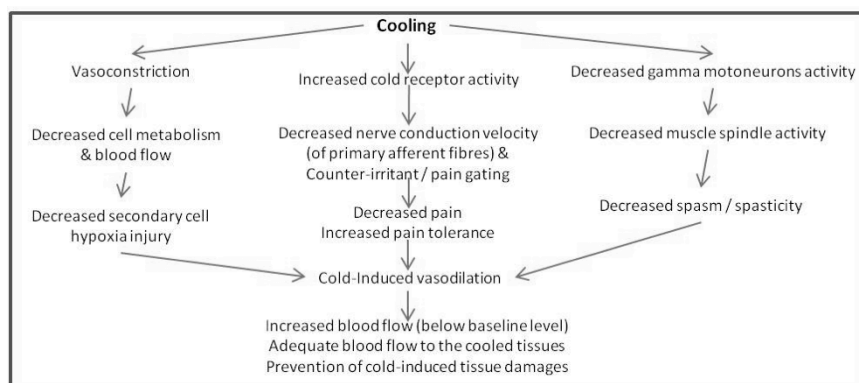 Cooling
Vasoconstriction
Decreased cell metabolism
& blood flow
Decreased secondary cell
hypoxia injury
Increased cold receptor activity
Decreased nerve conduction velocity
(of primary afferent fibres) &
Counter-irritant / pain gating
Decreased pain
Increased pain tolerance
Decreased gamma motoneurons activity
Decreased muscle spindle activity
Decreased spasm / spasticity
Cold-Induced vasodilation
Increased blood flow (below baseline level)
Adequate blood flow to the cooled tissues
Prevention of cold-induced tissue damages